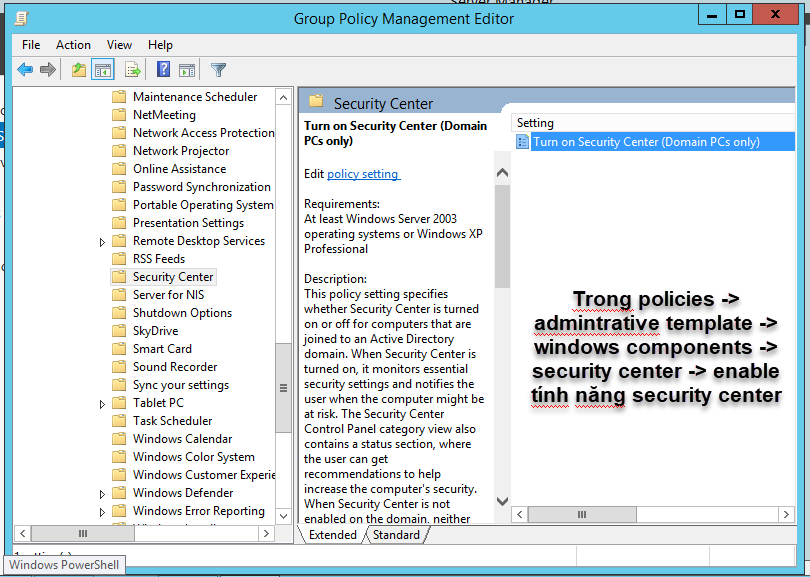 Server Manager
Group Policy Management Editor
File Action View Help
Maintenance Scheduler
NetMeeting
Network Access Protection
Network Projector
Online Assistance
Password Synchronization
Portable Operating System
Presentation Settings
Remote Desktop Services
RSS Feeds
Security Center
Server for NIS
Shutdown Options
SkyDrive
Smart Card
Sound Recorder
Sync your settings
Tablet PC
Task Scheduler
Windows Calendar
Windows Color System
Windows Customer Experie
Windows Defender
Windows Error Reporting
Security Center
Turn on Security Center (Domain
PCs only)
Edit policy setting
Requirements:
At least Windows Server 2003
operating systems or Windows XP
Professional
Description:
This policy setting specifies
whether Security Center is turned
on or off for computers that are
joined to an Active Directory
domain. When Security Center is
turned on, it monitors essential
security settings and notifies the
user when the computer might be
at risk. The Security Center
Control Panel category view also
contains a status section, where
the user can get
recommendations to help
increase the computer's security.
When Security Center is not
enabled on the domain, neither
Setting
Turn on Security Center (Domain PCs only)
Trong policies ->
admintrative template ->
windows components ->
security center -> enable
tính năng security center
Extended Standard
Windows PowerShell